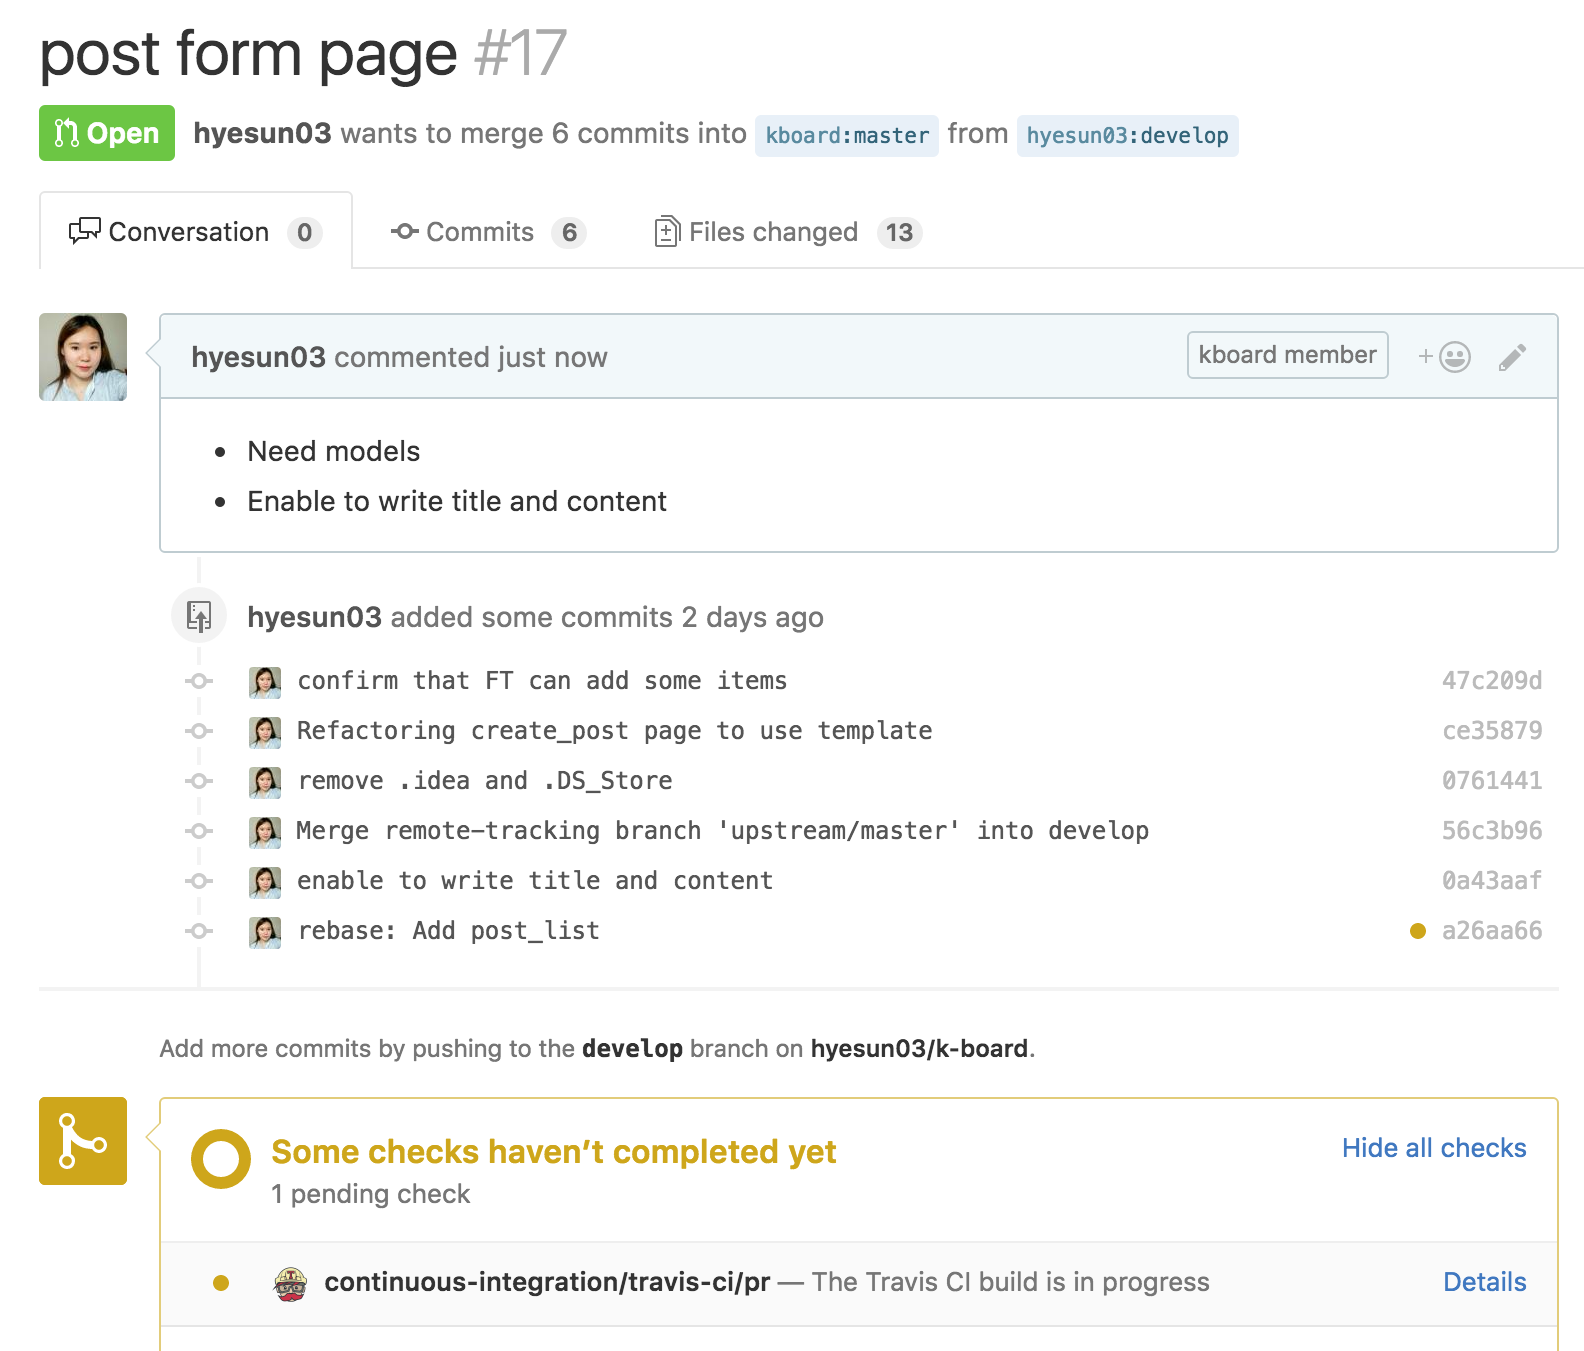 post form page #17
Open hyesun03 wants to merge 6 commits into kboard:master from hyesun03:develop
Conversation 0 Commits 6 Files changed 13
hyesun03 commented just now kboard member +
Need models
Enable to write title and content
hyesun03 added some commits 2 days ago
confirm that FT can add some items 47c209d
Refactoring create_post page to use template ce35879
remove .idea and .DS_Store 0761441
Merge remote-tracking branch 'upstream/master' into develop 56c3b96
enable to write title and content 0a43aaf
rebase: Add post_list a26aa66
Add more commits by pushing to the develop branch on hyesun03/k-board.
Some checks haven’t completed yet Hide all checks
1 pending check
continuous-integration/travis-ci/pr — The Travis CI build is in progress Details